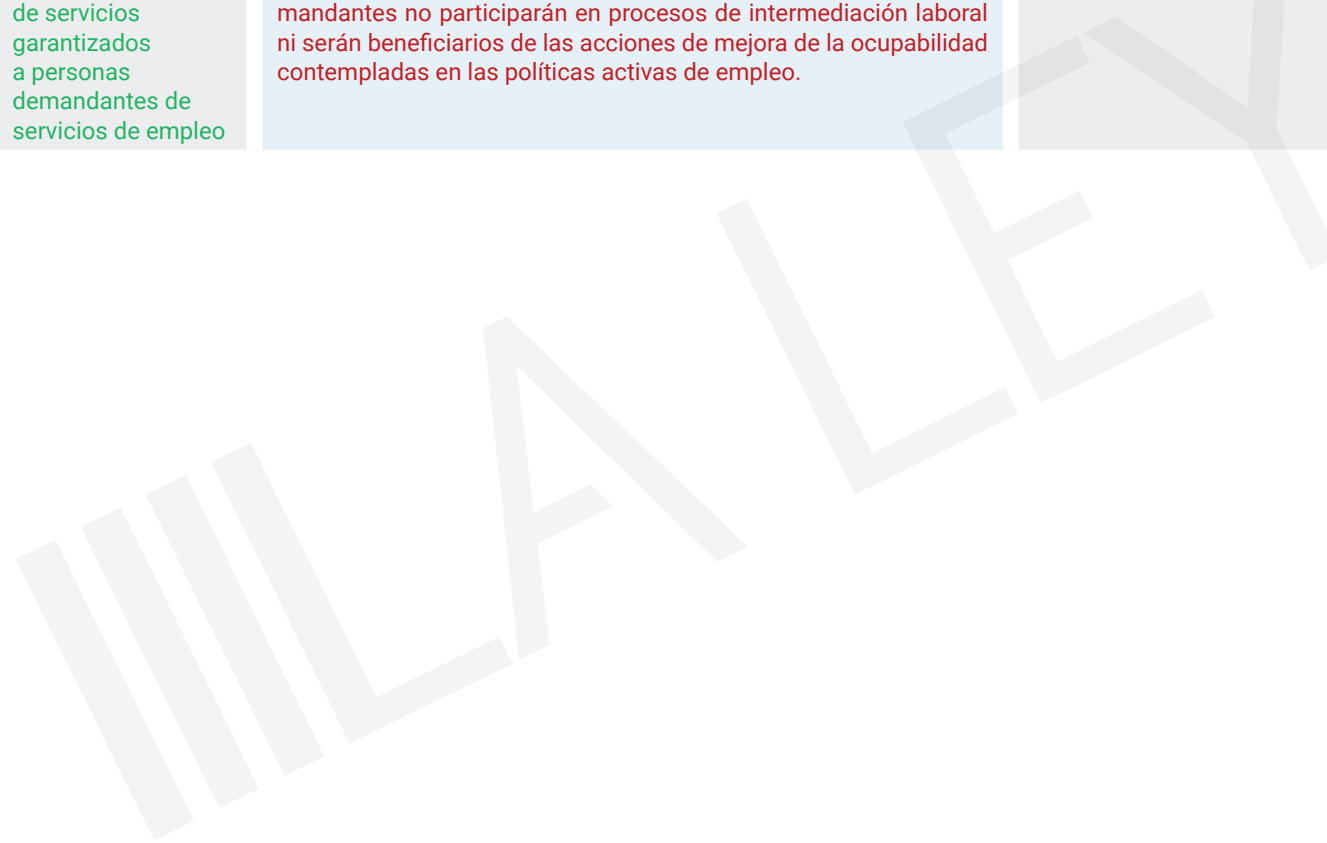 de servicios
garantizados
a personas
demandantes de
servicios de empleo
mandantes no participarán en procesos de intermediación laboral
ni serán beneficiarios de las acciones de mejora de la ocupabilidad
contempladas en las políticas activas de empleo.
LA LEY